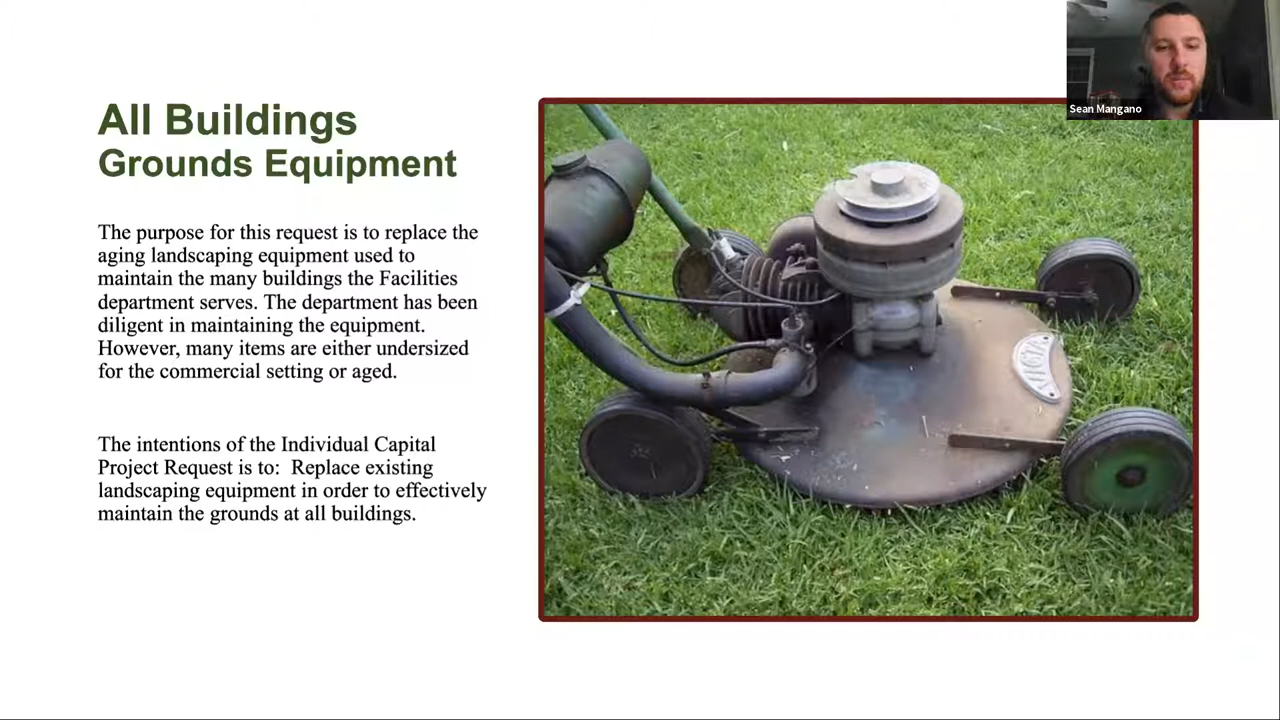 Sean Mangano
All Buildings
Grounds Equipment
The purpose for this request is to replace the
aging landscaping equipment used to
maintain the many buildings the Facilities
department serves. The department has been
diligent in maintaining the equipment.
However, many items are either undersized
for the commercial setting or aged.
The intentions of the Individual Capital
Project Request is to:  Replace existing
landscaping equipment in order to effectively
maintain the grounds at all buildings.